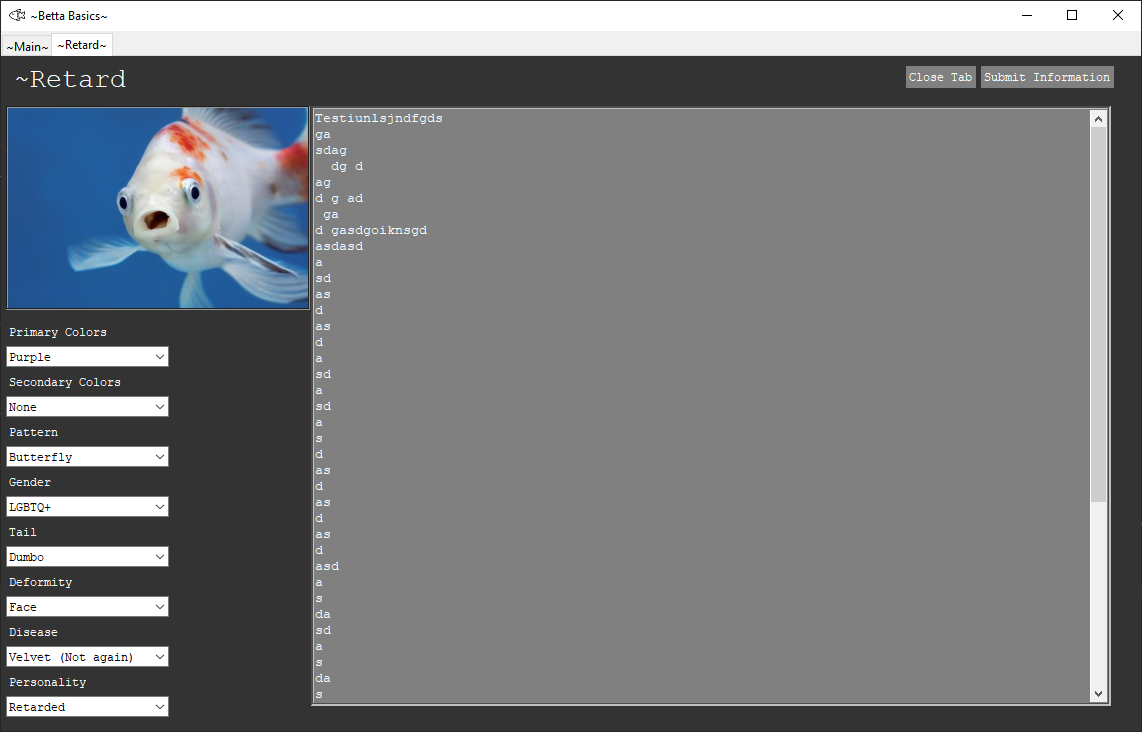 ~Betta Basics~
~Main~ ~Retard~
~Retard
Close Tab Submit Information
Testiunlsjndfgds
ga
sdag
  dg d
ag
d g ad
 ga
d gasdgoiknsgd
asdasd
a
sd
as
d
as
d
a
sd
a
sd
a
s
d
as
d
as
d
as
d
asd
a
s
da
sd
a
s
da
s
Primary Colors
Purple
Secondary Colors
None
Pattern
Butterfly
Gender
LGBTQ+
Tail
Dumbo
Deformity
Face
Disease
Velvet (Not again)
Personality
Retarded